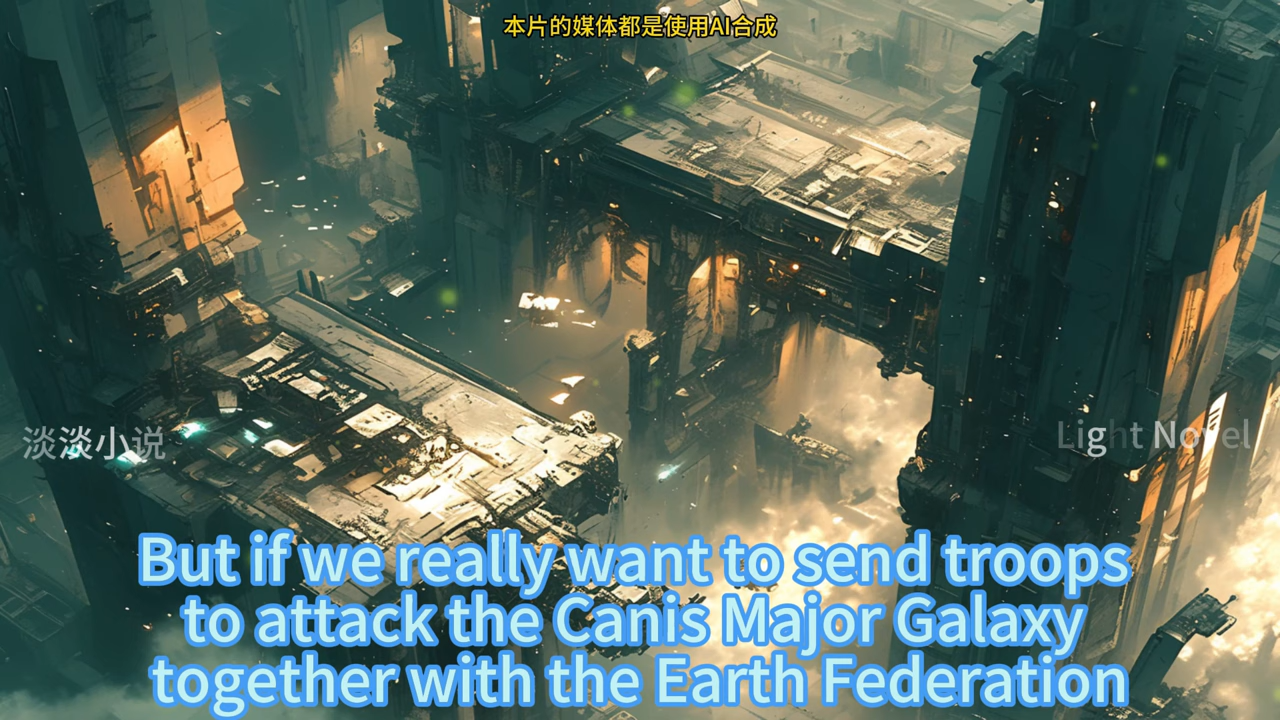 本片的媒体都是使用AI合成
淡淡小说
Light Novel
But if we really want to send troops
to attack the Canis Major Galaxy
together with the Earth Federation